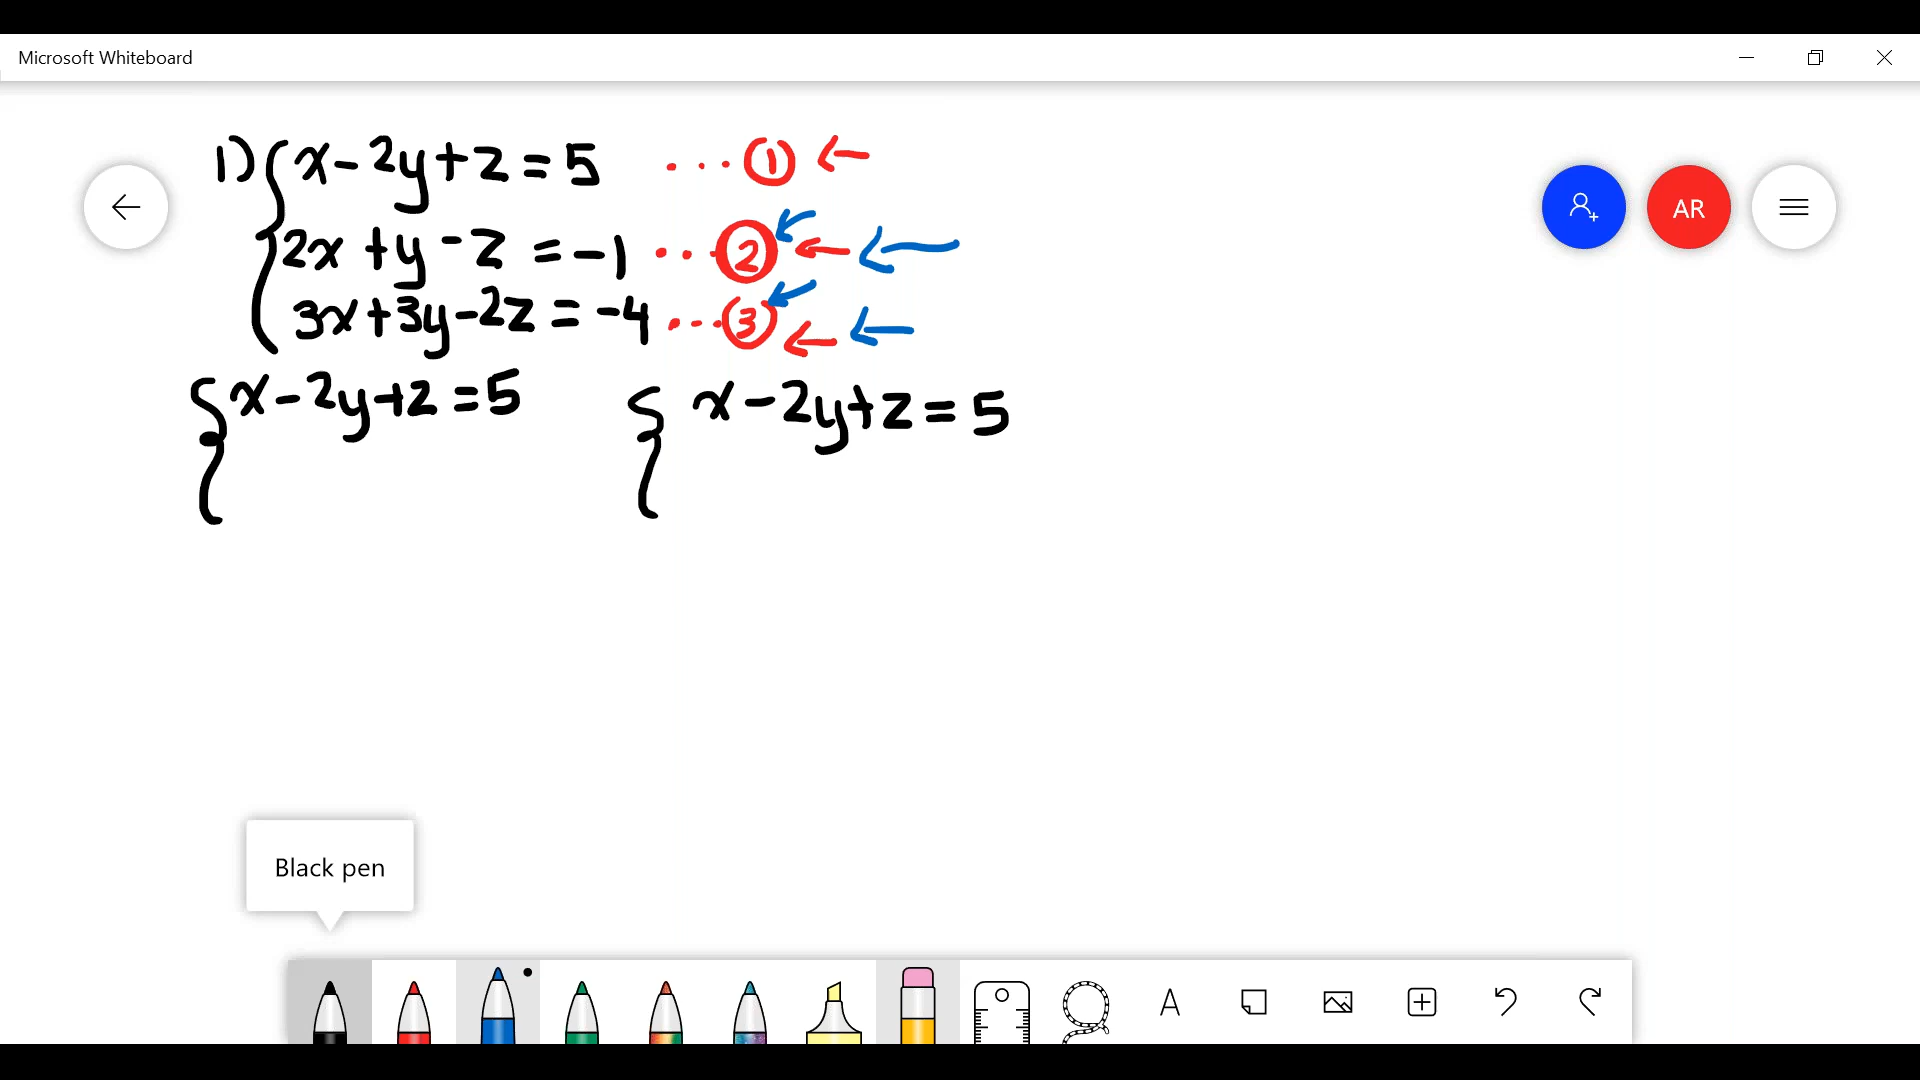 Microsoft Whiteboard
1) { x - 2y + z = 5 ... ① ←
2x + y - z = -1 ... ② ← ←
3x + 3y - 2z = -4 ... ③ ← ←
{ x - 2y + z = 5 { x - 2y + z = 5
AR
Black pen
A